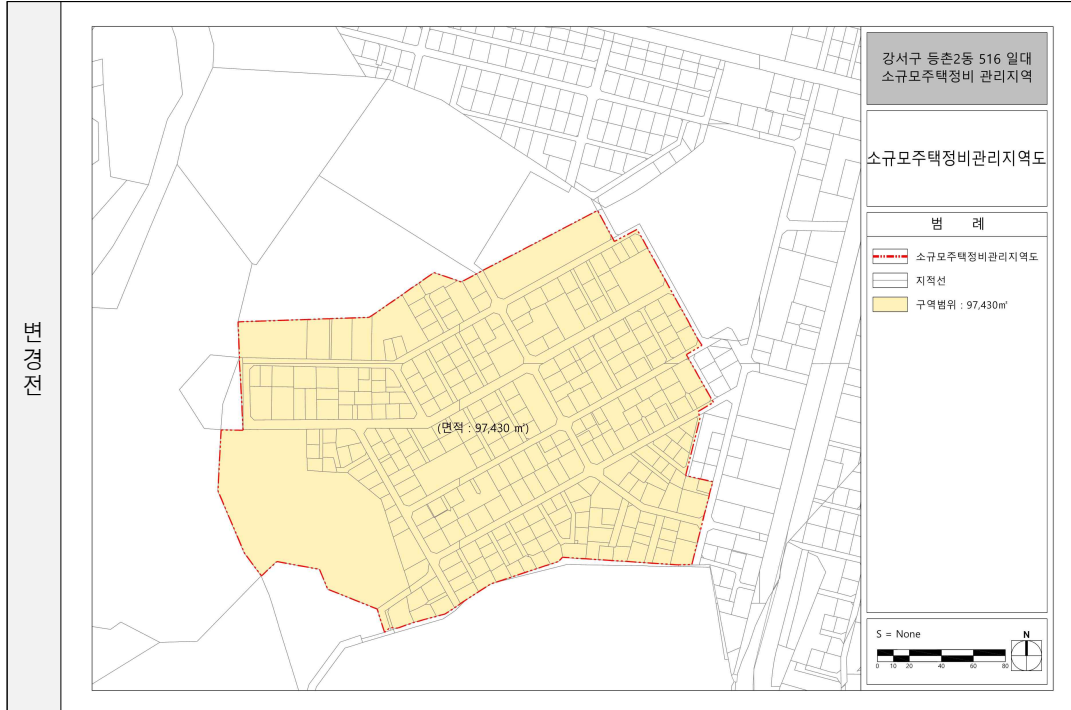 변경전
강서구 등촌2동 516 일대
소규모주택정비 관리지역
소규모주택정비관리지역도
범 례
소규모주택정비관리지역도
지적선
구역범위 : 97,430㎡
(면적 : 97,430 ㎡)
S = None
N
0 10 20 40 60 80